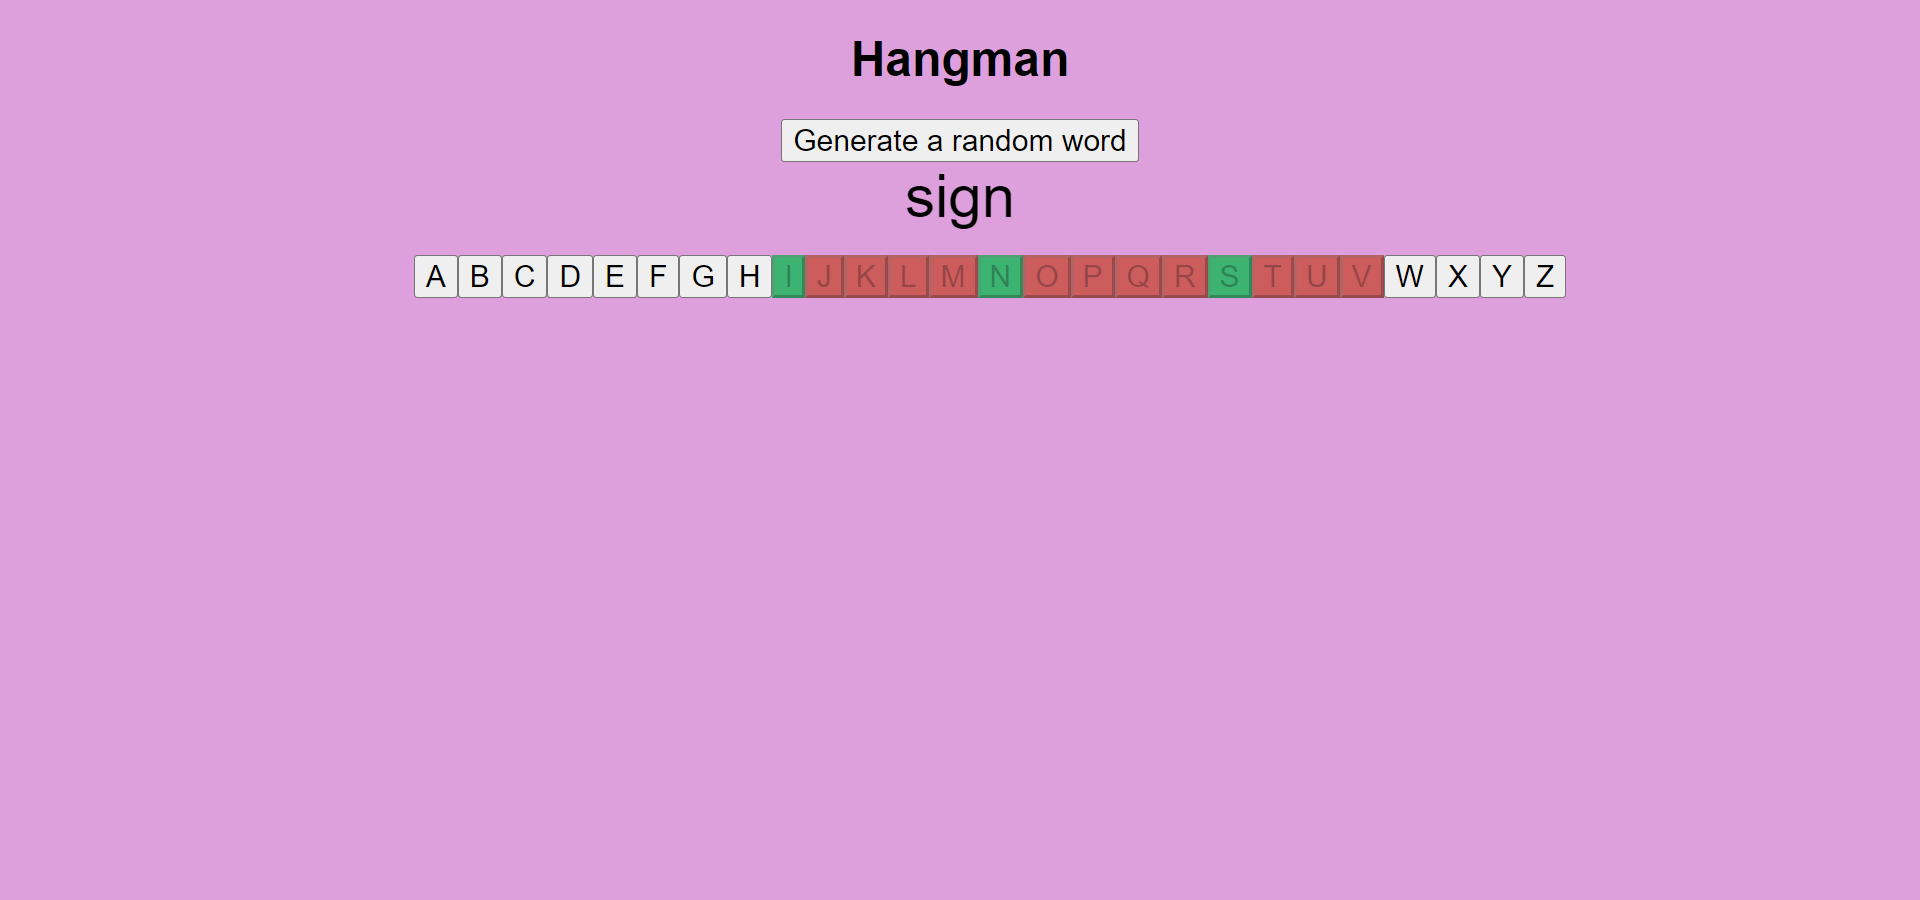 Hangman
Generate a random word
sign
A B C D E F G H I J K L M N O P Q R S T U V W X Y Z